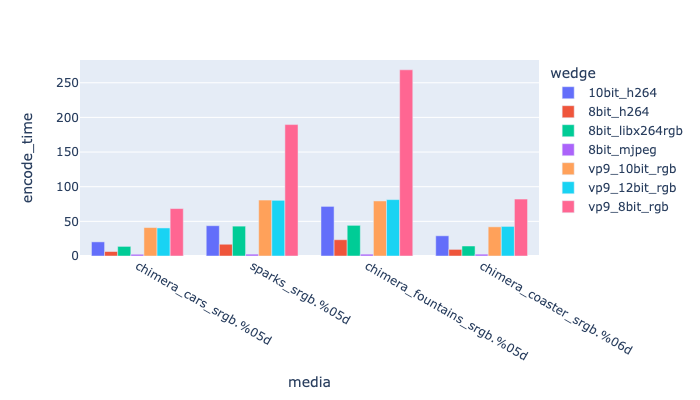 wedge
10bit_h264
8bit_h264
8bit_libx264rgb
8bit_mjpeg
vp9_10bit_rgb
vp9_12bit_rgb
vp9_8bit_rgb
encode_time
250
200
150
100
50
0
chimera_cars_srgb.%05d
sparks_srgb.%05d
chimera_fountains_srgb.%05d
chimera_coaster_srgb.%06d
media